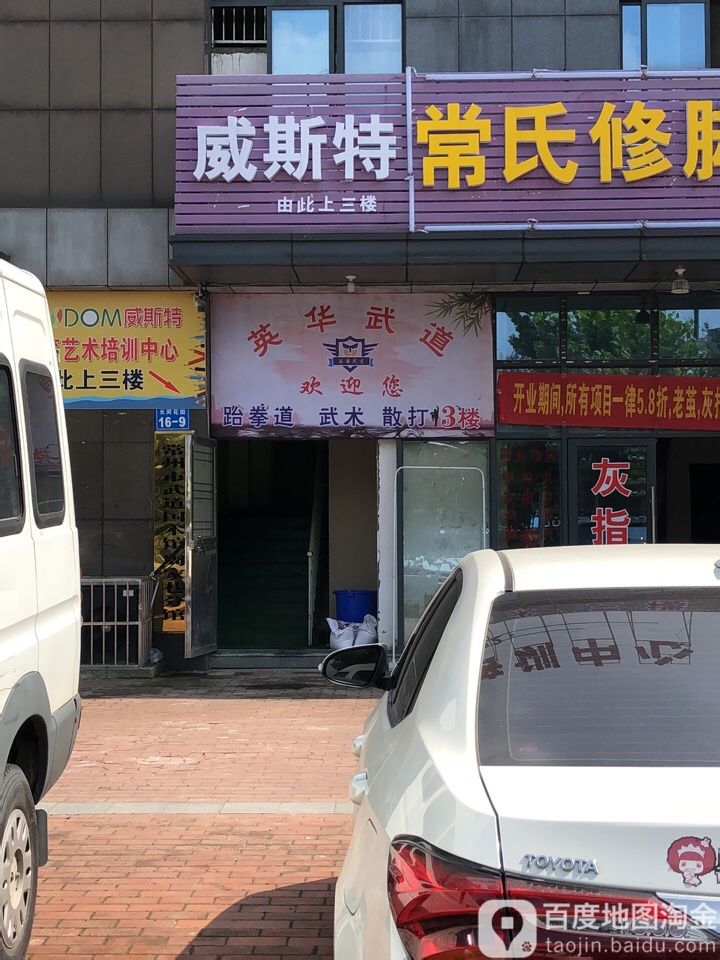 威斯特
由此上三楼
常氏修脚
DOM威斯特
艺术培训中心
此上三楼
长同花园
16-9
英华武道
欢迎您
跆拳道 武术 散打 3楼
开业期间,所有项目一律5.8折,老茧,灰指
灰指
TOYOTA
百度地图淘金
taojin.baidu.com